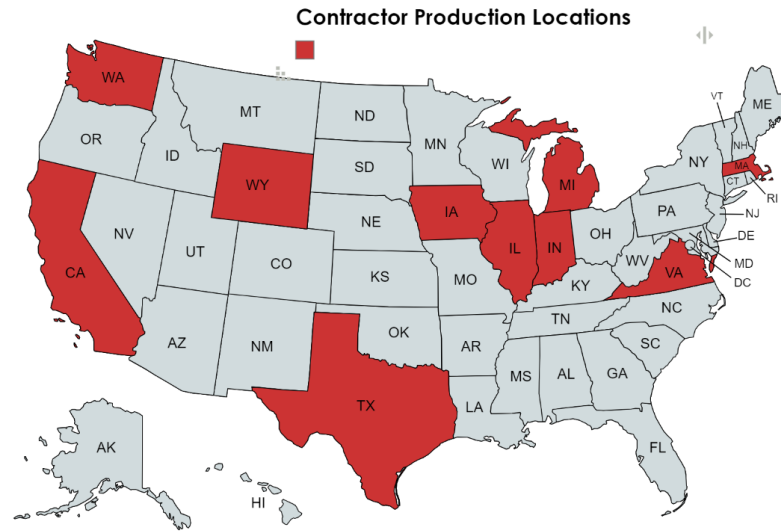 Contractor Production Locations
WA
MT
ND
MN
VT
ME
OR
ID
SD
WI
NH
NY
MA
WY
MI
CT
RI
IA
PA
NJ
NE
NV
IL
IN
OH
DE
UT
CO
WV
MD
CA
VA
DC
KS
MO
KY
NC
TN
OK
AZ
NM
AR
SC
MS
AL
GA
LA
TX
FL
AK
HI